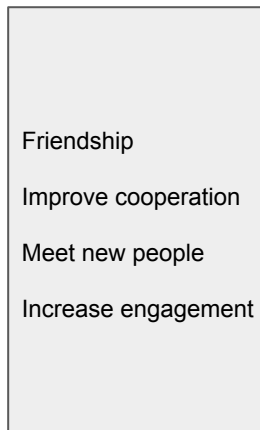 Friendship
Improve cooperation
Meet new people
Increase engagement